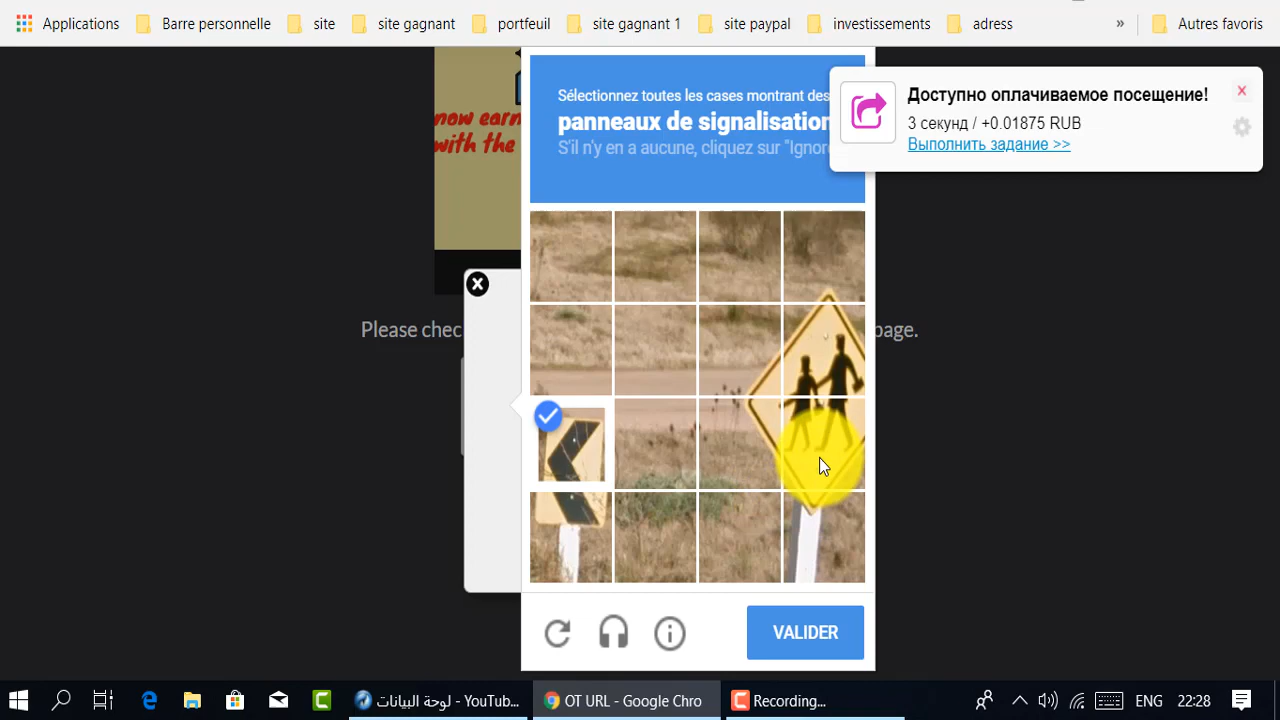 Applications Barre personnelle site site gagnant portfeuil site gagnant 1 site paypal investissements adress » Autres favoris
Sélectionnez toutes les cases montrant des
panneaux de signalisation
S'il n'y en a aucune, cliquez sur "Ignore
Доступно оплачиваемое посещение!
3 секунд / +0.01875 RUB
Выполнить задание >>
now earn
with the
Please chec
page.
VALIDER
لوحة البيانات - YouTub...
OT URL - Google Chro
Recording...
ENG
22:28